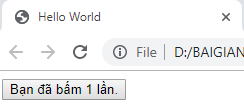 Hello World
File D:/BAIGIAN
Bạn đã bấm 1 lần.